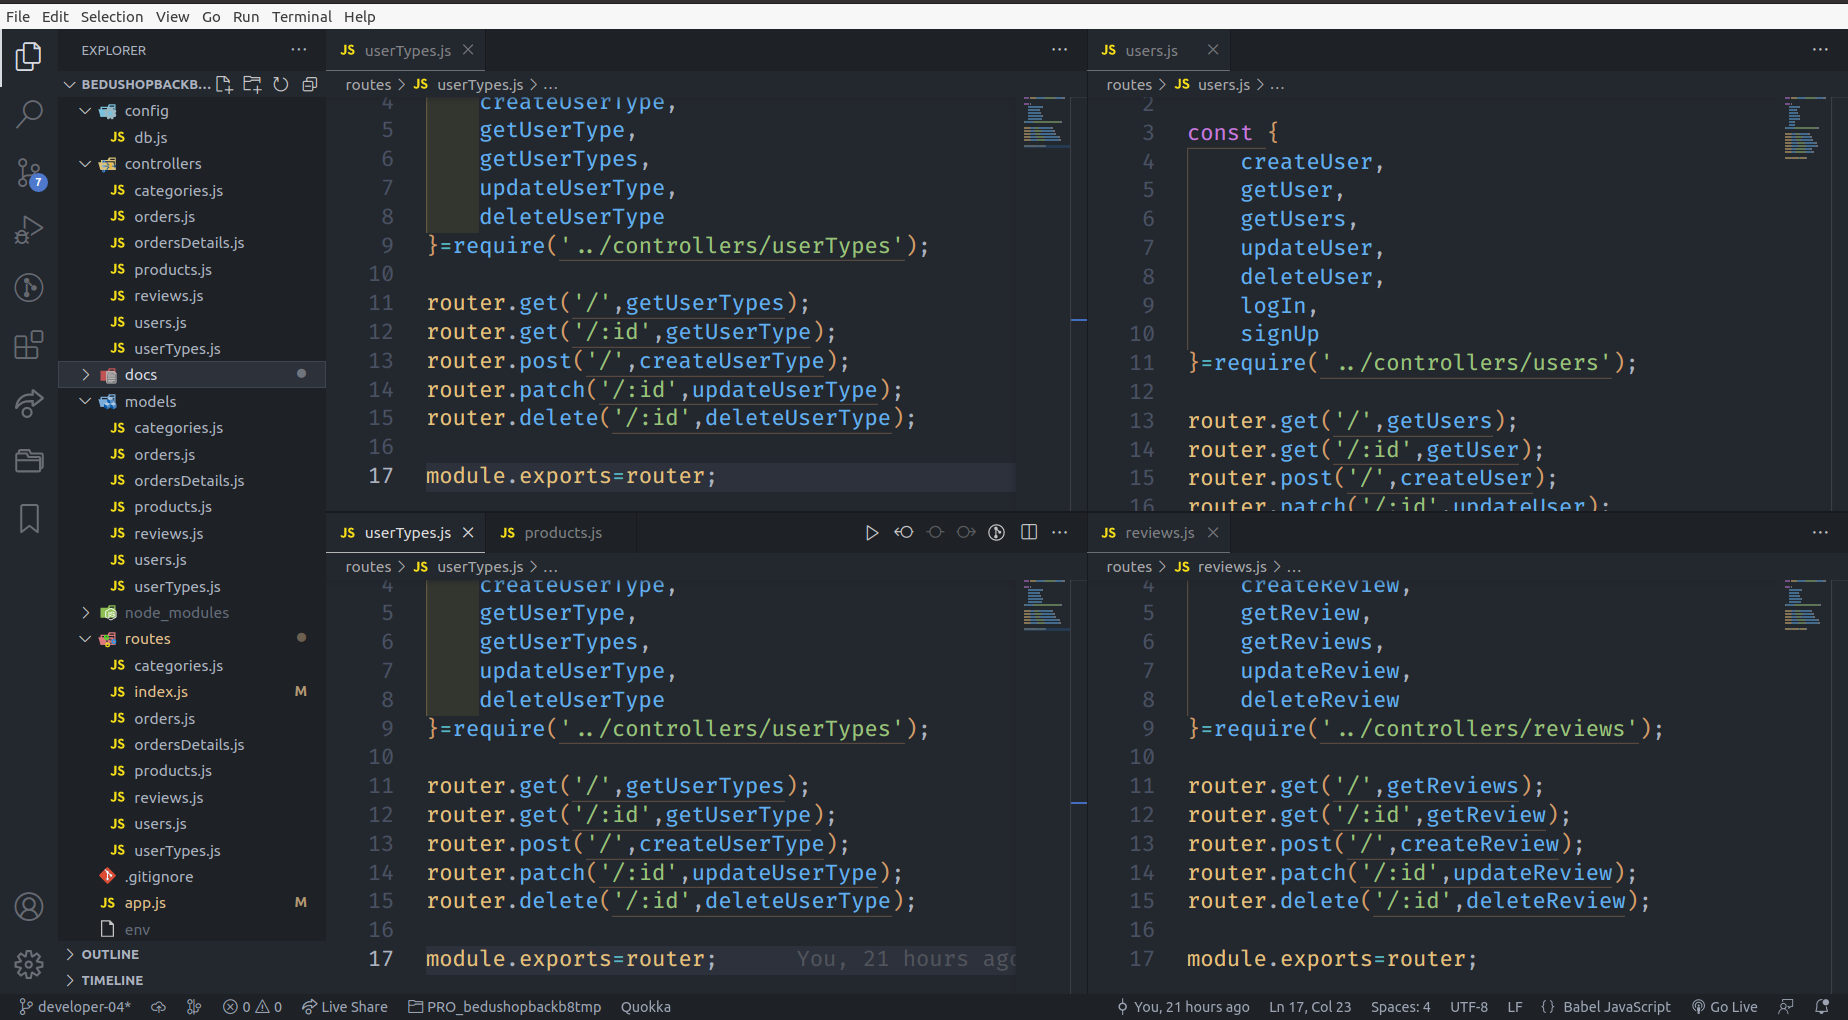 File Edit Selection View Go Run Terminal Help
EXPLORER
BEDUSHOPBACKB...
config
JS db.js
controllers
JS categories.js
JS orders.js
JS ordersDetails.js
JS products.js
JS reviews.js
JS users.js
JS userTypes.js
docs
models
JS categories.js
JS orders.js
JS ordersDetails.js
JS products.js
JS reviews.js
JS users.js
JS userTypes.js
node_modules
routes
JS categories.js
JS index.js M
JS orders.js
JS ordersDetails.js
JS products.js
JS reviews.js
JS users.js
JS userTypes.js
.gitignore
JS app.js M
env
OUTLINE
TIMELINE
7
JS userTypes.js
routes > JS userTypes.js > ...
4 createUserType,
5 getUserType,
6 getUserTypes,
7 updateUserType,
8 deleteUserType
9 }=require('../controllers/userTypes');
10
11 router.get('/',getUserTypes);
12 router.get('/:id',getUserType);
13 router.post('/',createUserType);
14 router.patch('/:id',updateUserType);
15 router.delete('/:id',deleteUserType);
16
17 module.exports=router;
JS users.js
routes > JS users.js > ...
2
3 const {
4 createUser,
5 getUser,
6 getUsers,
7 updateUser,
8 deleteUser,
9 logIn,
10 signUp
11 }=require('../controllers/users');
12
13 router.get('/',getUsers);
14 router.get('/:id',getUser);
15 router.post('/',createUser);
16 router.patch('/:id',updateUser);
JS userTypes.js JS products.js
routes > JS userTypes.js > ...
4 createUserType,
5 getUserType,
6 getUserTypes,
7 updateUserType,
8 deleteUserType
9 }=require('../controllers/userTypes');
10
11 router.get('/',getUserTypes);
12 router.get('/:id',getUserType);
13 router.post('/',createUserType);
14 router.patch('/:id',updateUserType);
15 router.delete('/:id',deleteUserType);
16
17 module.exports=router; You, 21 hours ago
JS reviews.js
routes > JS reviews.js > ...
4 createReview,
5 getReview,
6 getReviews,
7 updateReview,
8 deleteReview
9 }=require('../controllers/reviews');
10
11 router.get('/',getReviews);
12 router.get('/:id',getReview);
13 router.post('/',createReview);
14 router.patch('/:id',updateReview);
15 router.delete('/:id',deleteReview);
16
17 module.exports=router;
developer-04* 0 0 Live Share PRO_bedushopbackb8tmp Quokka You, 21 hours ago Ln 17, Col 23 Spaces: 4 UTF-8 LF {} Babel JavaScript Go Live